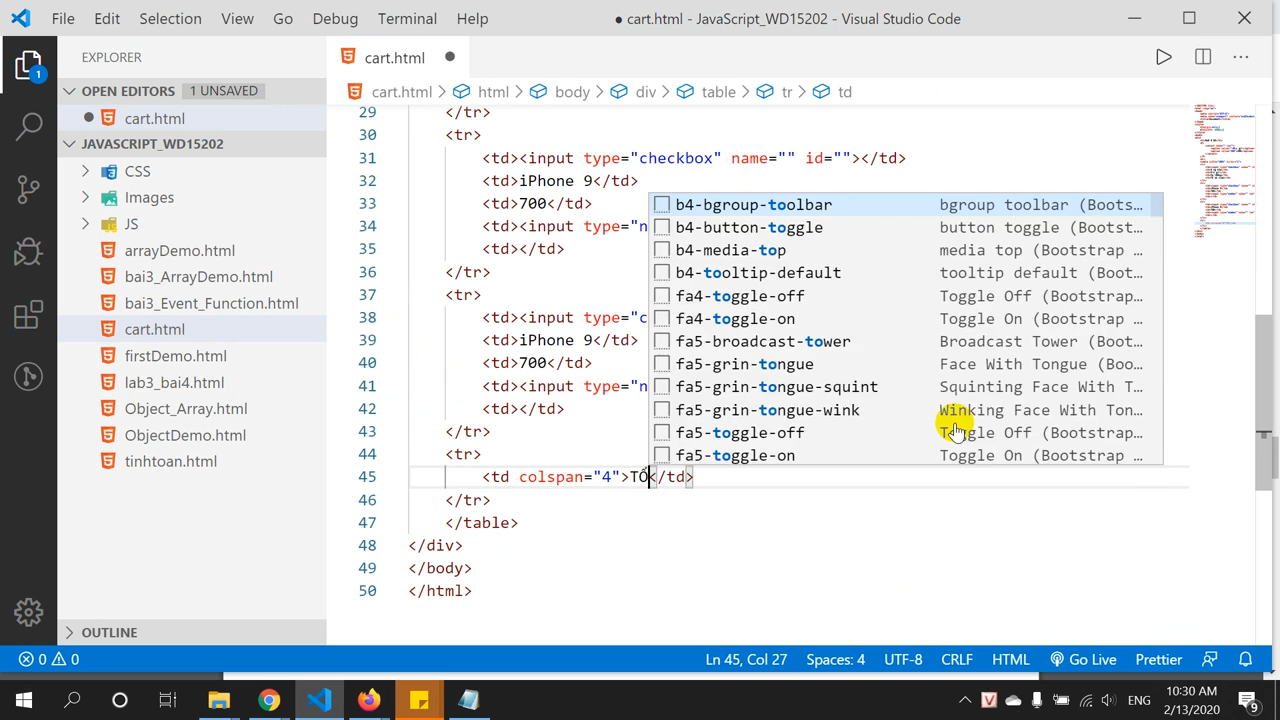 File Edit Selection View Go Debug Terminal Help ● cart.html - JavaScript_WD15202 - Visual Studio Code
EXPLORER
OPEN EDITORS 1 UNSAVED
cart.html
JAVASCRIPT_WD15202
CSS
Images
JS
arrayDemo.html
bai3_ArrayDemo.html
bai3_Event_Function.html
cart.html
firstDemo.html
lab3_bai4.html
Object_Array.html
ObjectDemo.html
tinhtoan.html
OUTLINE
1
cart.html
cart.html > html > body > div > table > tr > td
29 </tr>
30 <tr>
31 <td><input type="checkbox" name="" id=""></td>
32 <td>iPhone 9</td>
33 <td>700</td>
34 <td><input type="n
35 <td></td>
36 </tr>
37 <tr>
38 <td><input type="c
39 <td>iPhone 9</td>
40 <td>700</td>
41 <td><input type="n
42 <td></td>
43 </tr>
44 <tr>
45 <td colspan="4">TÔ</td>
46 </tr>
47 </table>
48 </div>
49 </body>
50 </html>
b4-bgroup-toolbar bgroup toolbar (Boots…
b4-button-toggle button toggle (Bootst…
b4-media-top media top (Bootstrap …
b4-tooltip-default tooltip default (Boot…
fa4-toggle-off Toggle Off (Bootstrap…
fa4-toggle-on Toggle On (Bootstrap …
fa5-broadcast-tower Broadcast Tower (Boot…
fa5-grin-tongue Face With Tongue (Boo…
fa5-grin-tongue-squint Squinting Face With T…
fa5-grin-tongue-wink Winking Face With Ton…
fa5-toggle-off Toggle Off (Bootstrap…
fa5-toggle-on Toggle On (Bootstrap …
0 0 Ln 45, Col 27 Spaces: 4 UTF-8 CRLF HTML Go Live Prettier
ENG 10:30 AM
2/13/2020 9